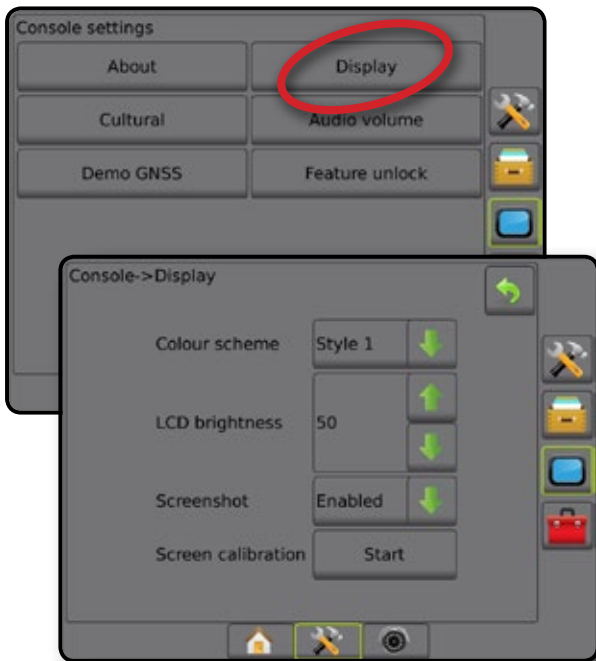 Console settings
About Display
Cultural Audio volume
Demo GNSS Feature unlock
Console->Display
Colour scheme Style 1
LCD brightness 50
Screenshot Enabled
Screen calibration Start